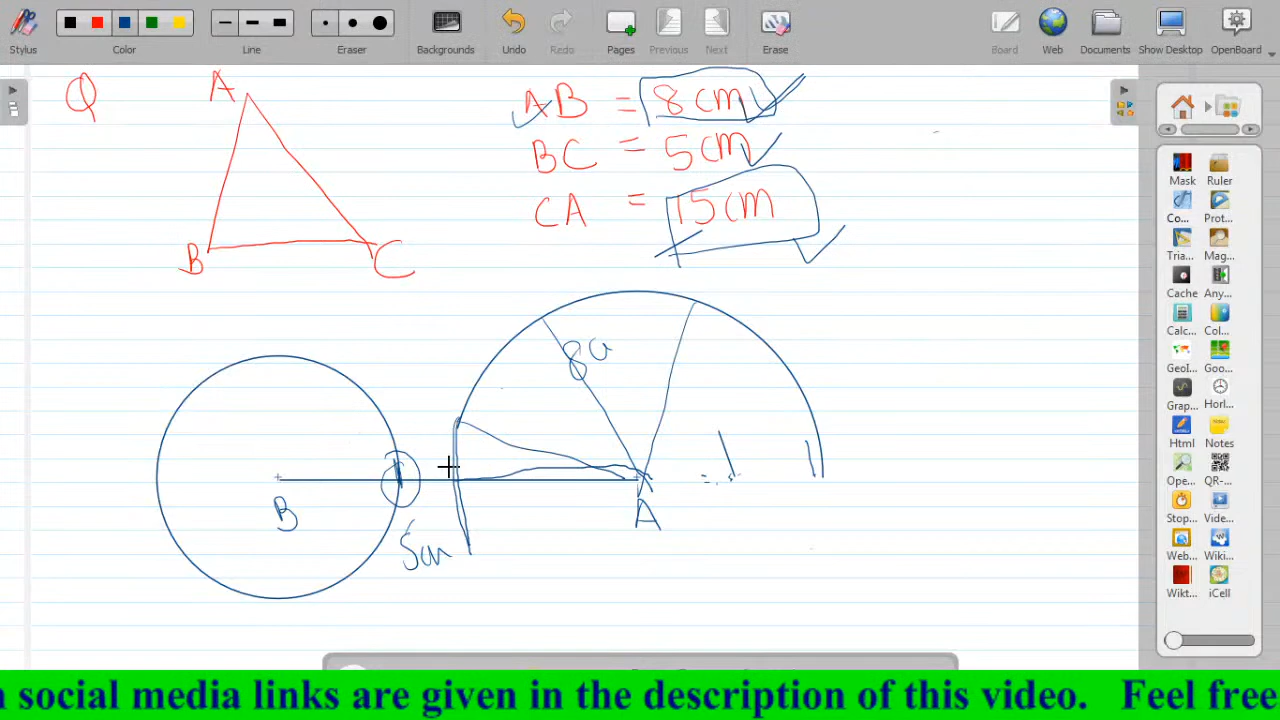 Stylus
Color
Line
Eraser
Backgrounds
Undo
Redo
Pages
Previous
Next
Erase
Board
Web
Documents
Show Desktop
OpenBoard
Q
A
B
C
AB = 8 cm
BC = 5 cm
CA = 15 cm
8
B
A
5cm
Mask
Ruler
Co...
Prot...
Tria...
Mag...
Cache
Any...
Calc...
Col...
Geo...
Goo...
Grap...
Horl...
Html
Notes
Ope...
QR-...
Stop...
Vide...
Web...
Wiki...
Wikt...
iCell
social media links are given in the description of this video. Feel free